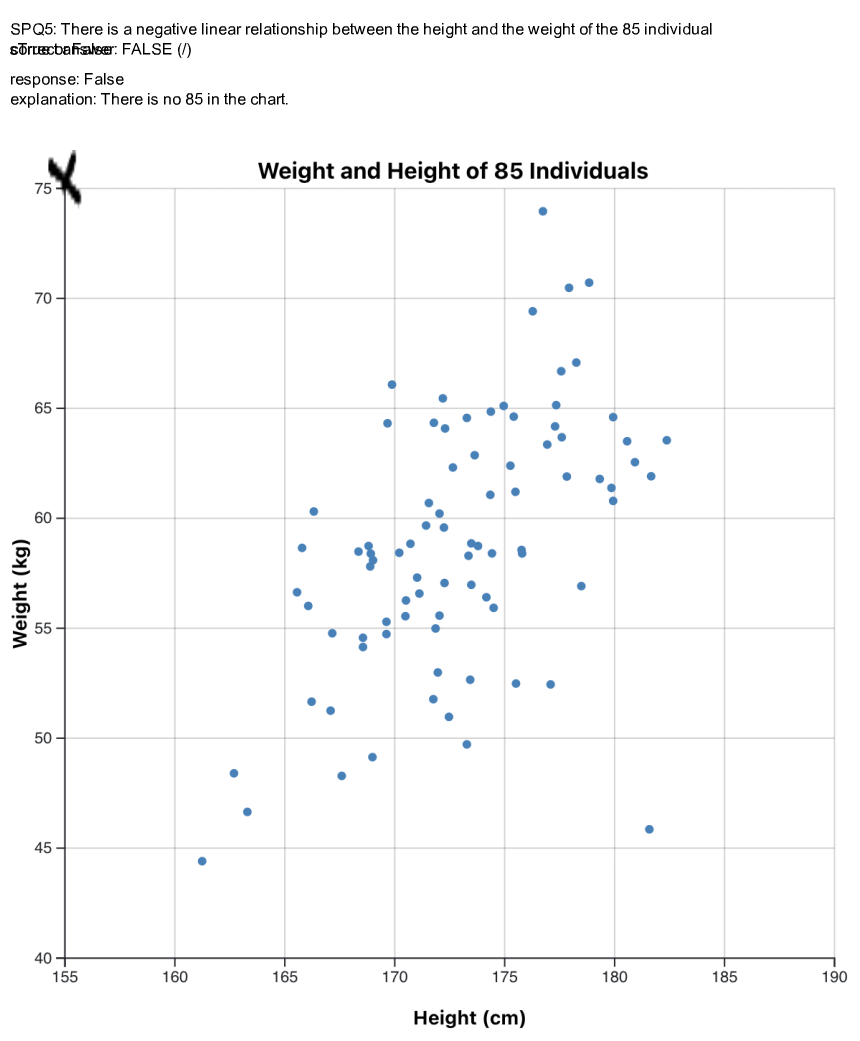 SPQ5: There is a negative linear relationship between the height and the weight of the 85 individual
FALSE (/)
response: False
explanation: There is no 85 in the chart.
Weight and Height of 85 Individuals
75
70
65
60
55
50
45
40
155 160 165 170 175 180 185 190
Weight (kg)
Height (cm)